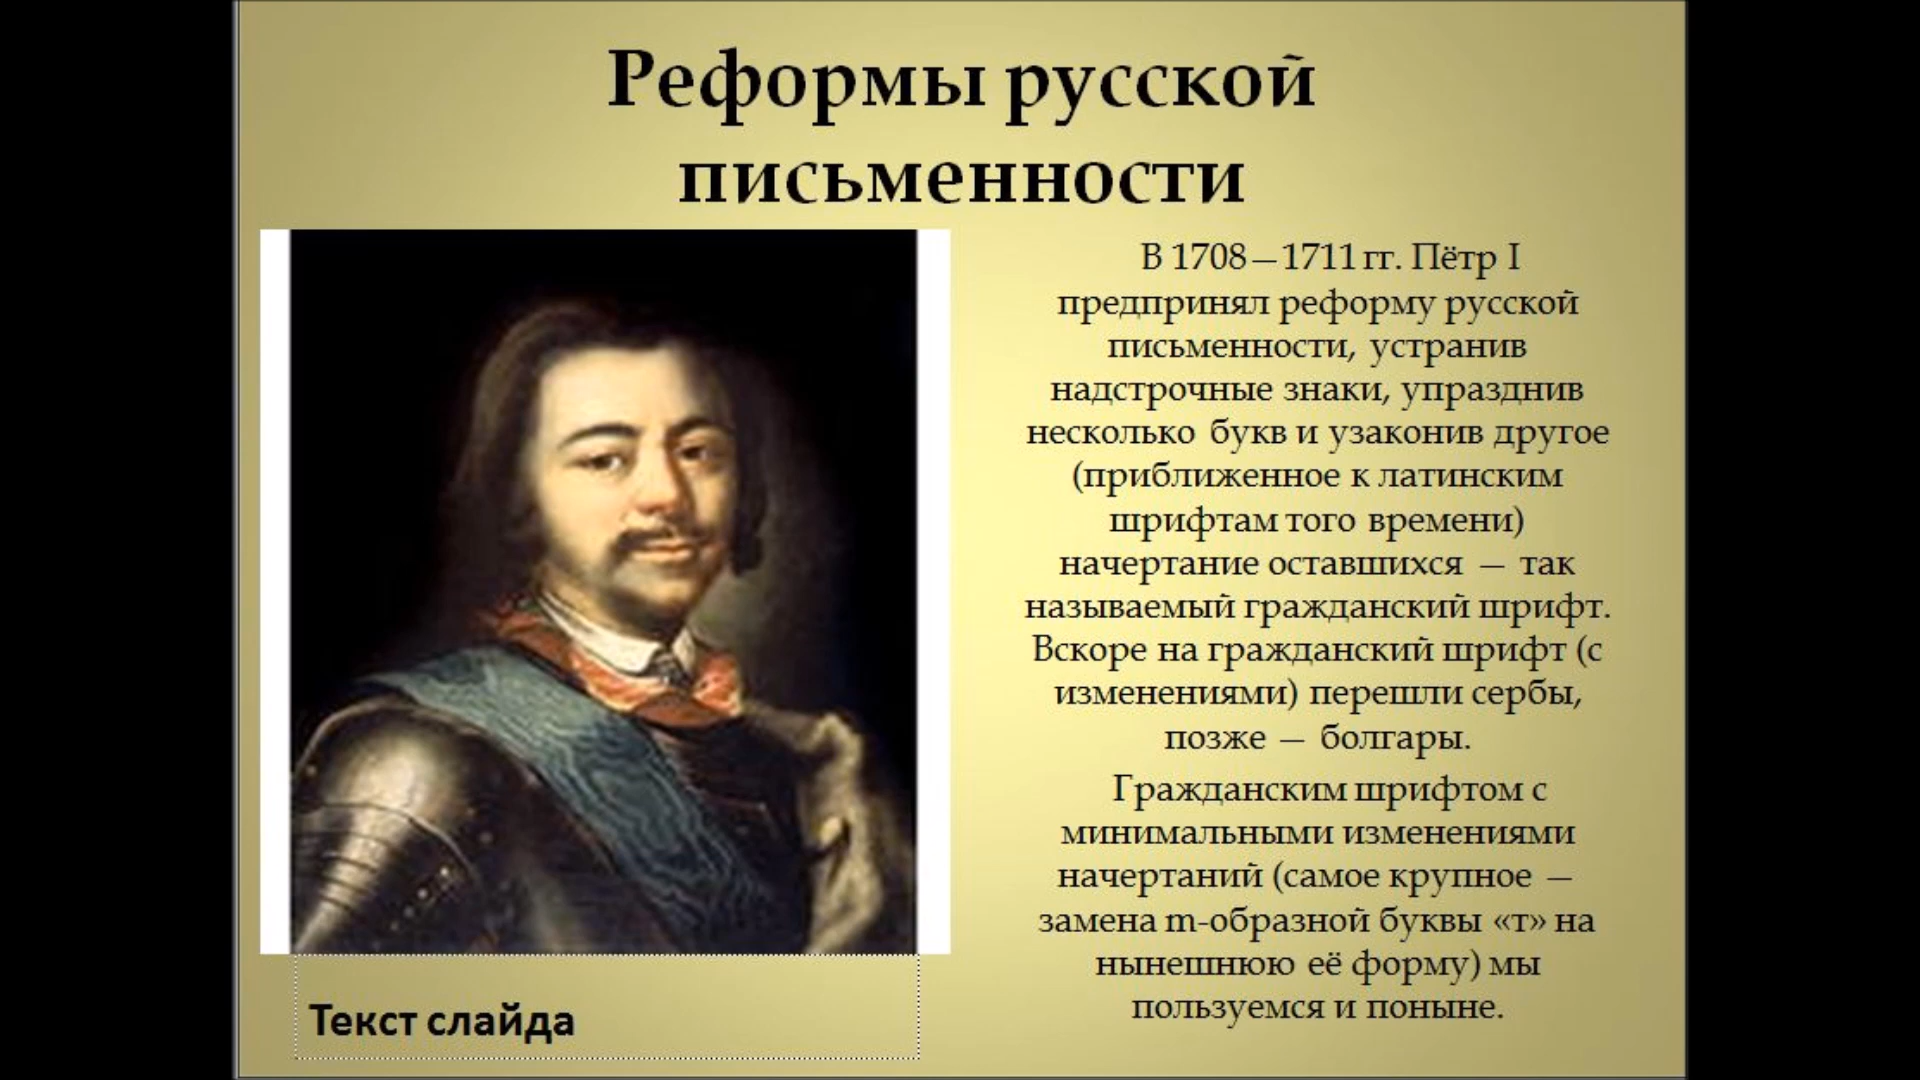 Реформы русской
письменности
В 1708—1711 гг. Пётр I
предпринял реформу русской
письменности, устранив
надстрочные знаки, упразднив
несколько букв и узаконив другое
(приближенное к латинским
шрифтам того времени)
начертание оставшихся — так
называемый гражданский шрифт.
Вскоре на гражданский шрифт (с
изменениями) перешли сербы,
позже — болгары.
Гражданским шрифтом с
минимальными изменениями
начертаний (самое крупное —
замена m-образной буквы «т» на
нынешнюю её форму) мы
пользуемся и поныне.
Текст слайда